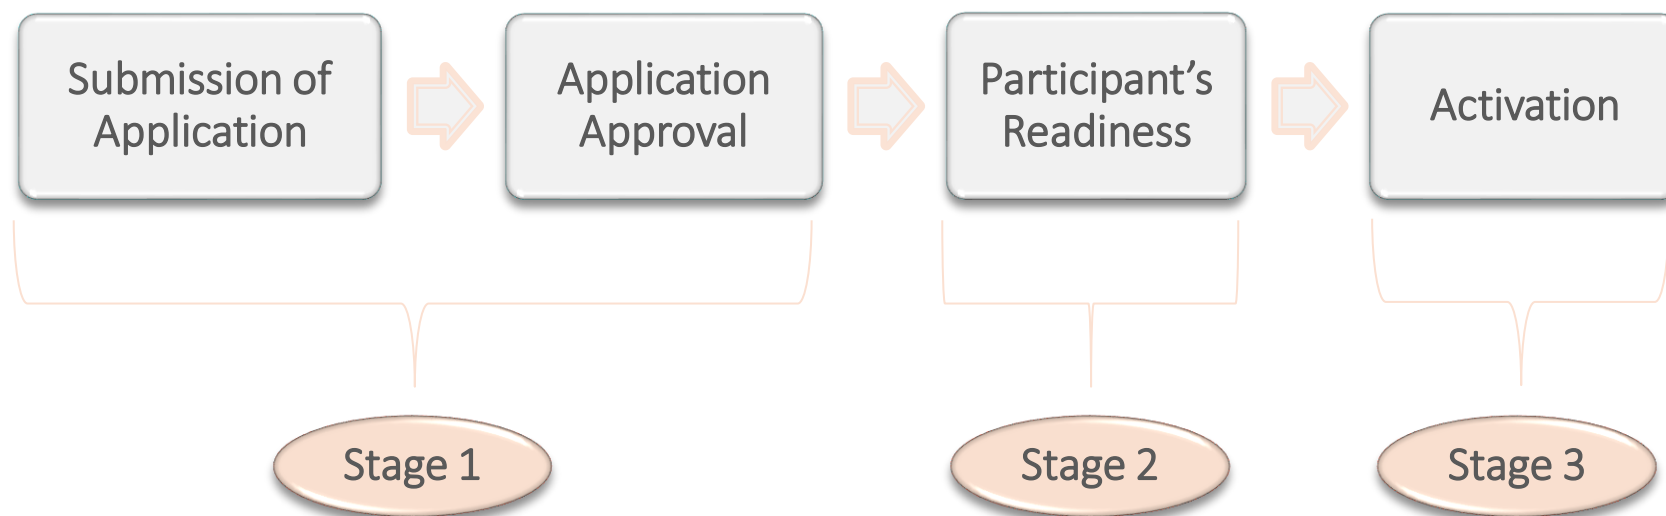 Submission of
Application
Application
Approval
Participant’s
Readiness
Activation
Stage 1
Stage 2
Stage 3